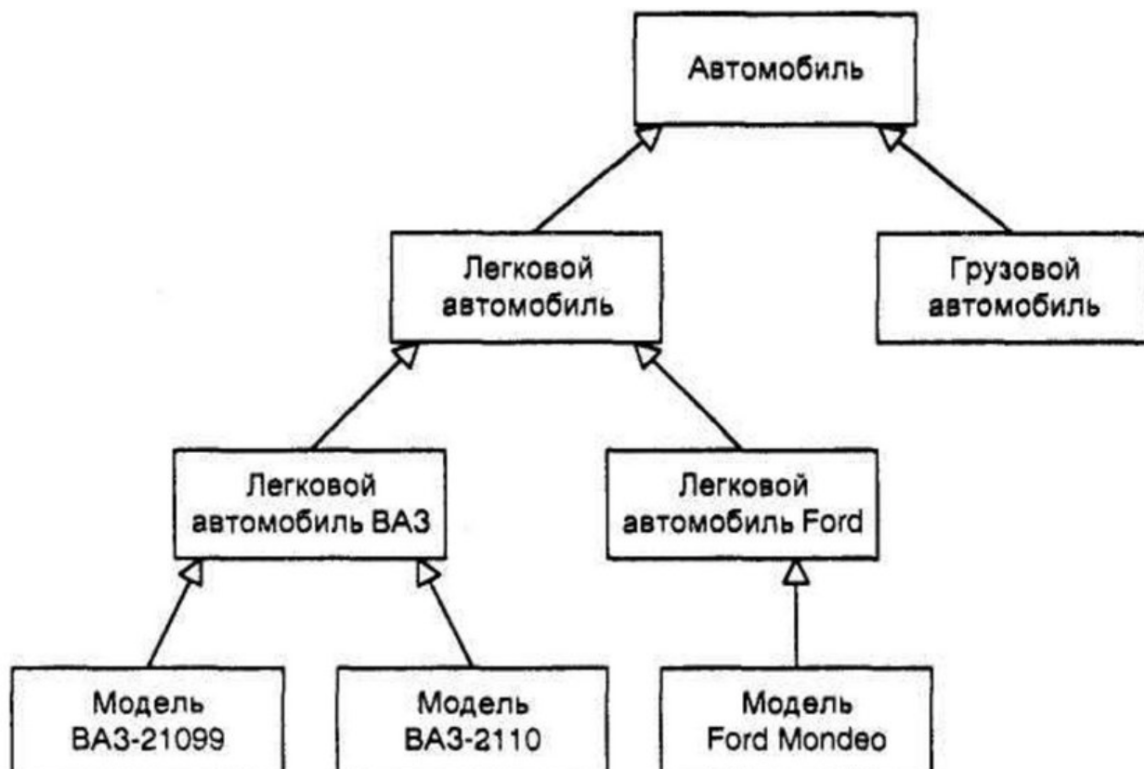 Автомобиль
Легковой
автомобиль
Грузовой
автомобиль
Легковой
автомобиль ВАЗ
Легковой
автомобиль Ford
Модель
ВАЗ-21099
Модель
ВАЗ-2110
Модель
Ford Mondeo